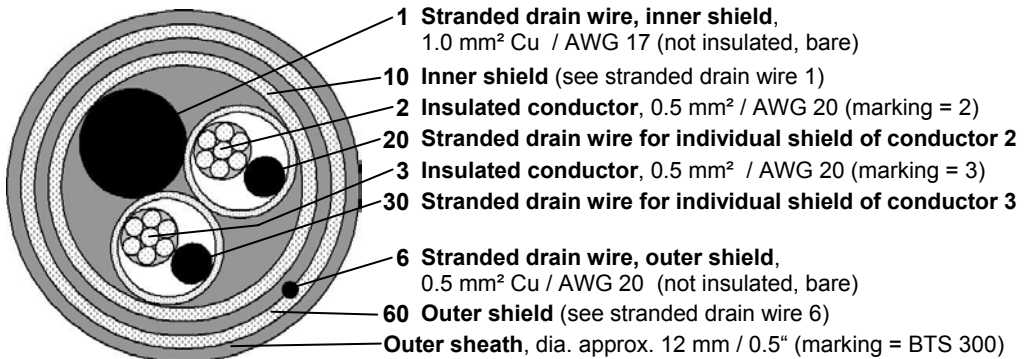 1 Stranded drain wire, inner shield,
1.0 mm² Cu / AWG 17 (not insulated, bare)
10 Inner shield (see stranded drain wire 1)
2 Insulated conductor, 0.5 mm² / AWG 20 (marking = 2)
20 Stranded drain wire for individual shield of conductor 2
3 Insulated conductor, 0.5 mm² / AWG 20 (marking = 3)
30 Stranded drain wire for individual shield of conductor 3
6 Stranded drain wire, outer shield,
0.5 mm² Cu / AWG 20 (not insulated, bare)
60 Outer shield (see stranded drain wire 6)
Outer sheath, dia. approx. 12 mm / 0.5“ (marking = BTS 300)